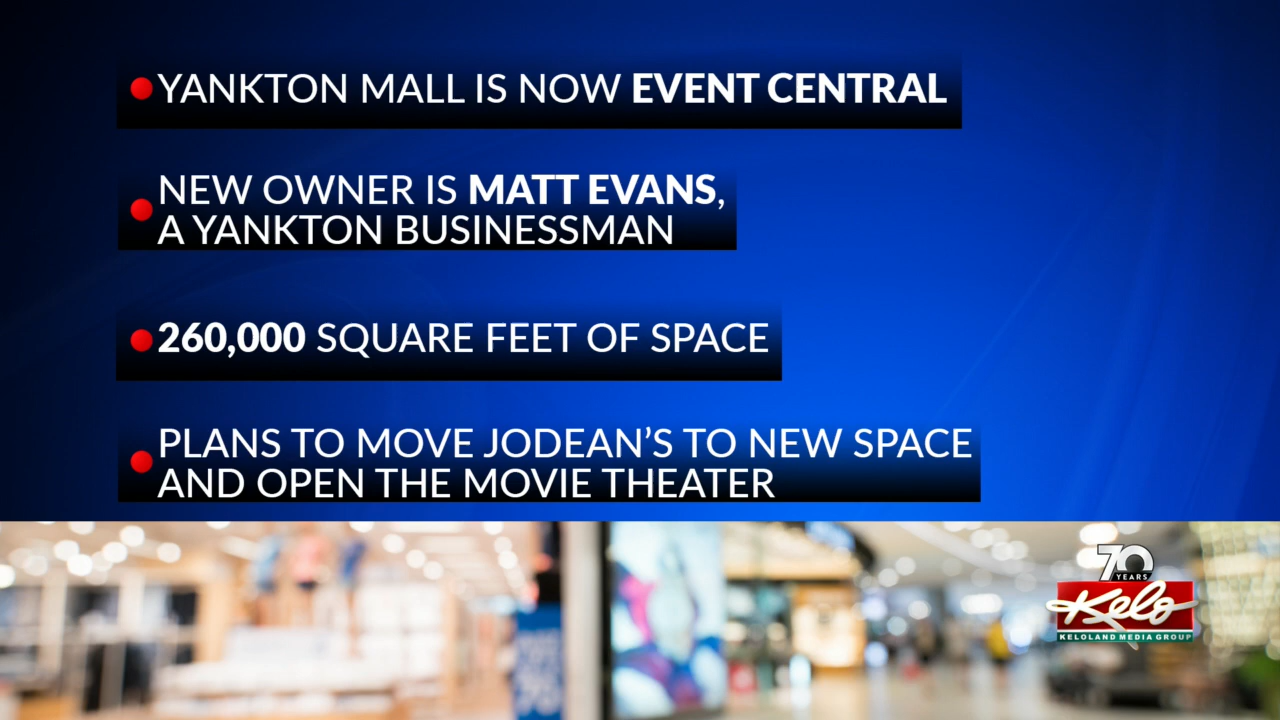 YANKTON MALL IS NOW EVENT CENTRAL
NEW OWNER IS MATT EVANS,
A YANKTON BUSINESSMAN
260,000 SQUARE FEET OF SPACE
PLANS TO MOVE JODEAN'S TO NEW SPACE
AND OPEN THE MOVIE THEATER
70
YEARS
Kelo
KELOLAND MEDIA GROUP